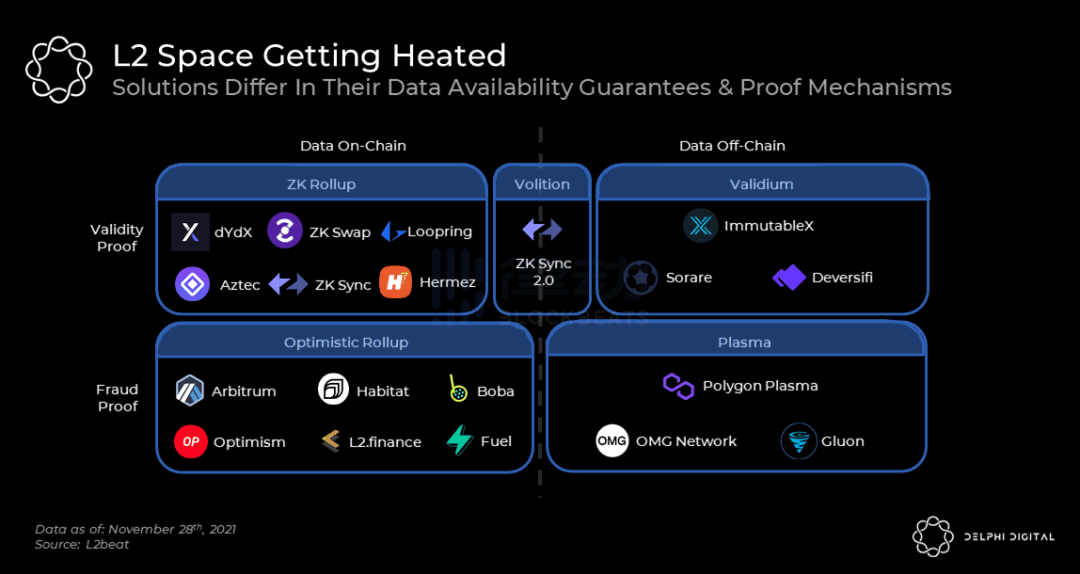 L2 Space Getting Heated
Solutions Differ In Their Data Availability Guarantees & Proof Mechanisms
Data On-Chain
Data Off-Chain
ZK Rollup
Volition
Validium
Validity
Proof
dYdX
ZK Swap
Loopring
Aztec
ZK Sync
Hermez
ZK Sync
2.0
ImmutableX
Sorare
Deversifi
律动
BLOCKBEATS
Optimistic Rollup
Plasma
Fraud
Proof
Arbitrum
Habitat
Boba
OP
Optimism
L2.finance
Fuel
Polygon Plasma
OMG
OMG Network
Gluon
Data as of: November 28th, 2021
Source: L2beat
DELPHI DIGITAL